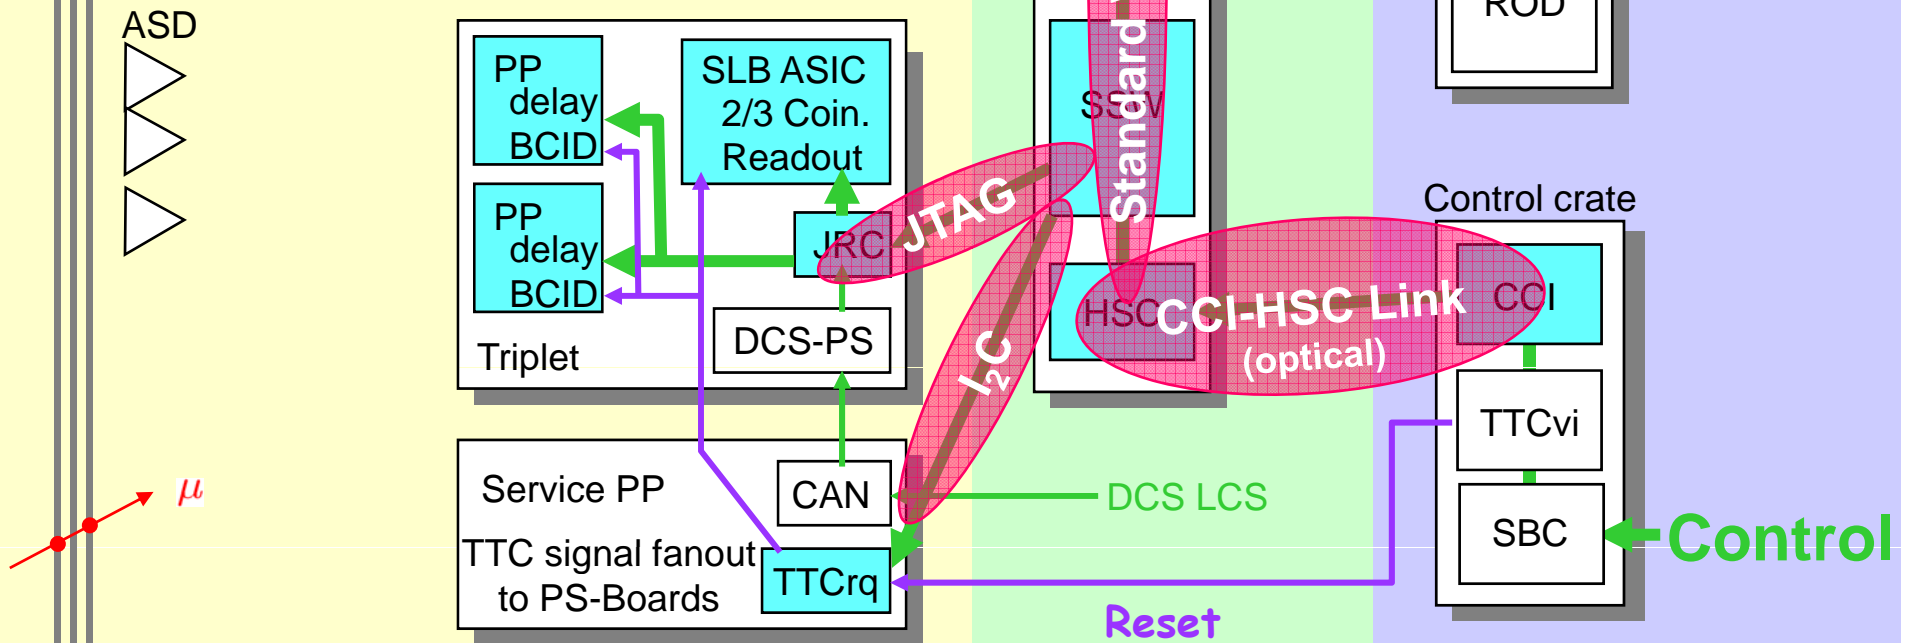 ASD
PP
delay
BCID
SLB ASIC
2/3 Coin.
Readout
PP
delay
BCID
JRC
DCS-PS
Triplet
JTAG
I2C
SSW
Standard
HSC
CCI-HSC Link
(optical)
CCI
ROD
Control crate
TTCvi
SBC
Control
Service PP
CAN
DCS LCS
TTC signal fanout
to PS-Boards
TTCrq
Reset
μ